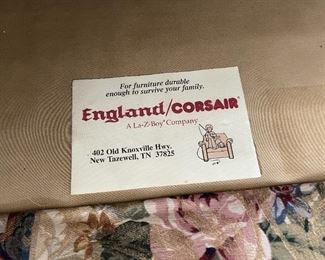 For furniture durable
enough to survive your family.
England/CORSAIR®
A La-Z-Boy® Company
402 Old Knoxville Hwy.
New Tazewell, TN 37825